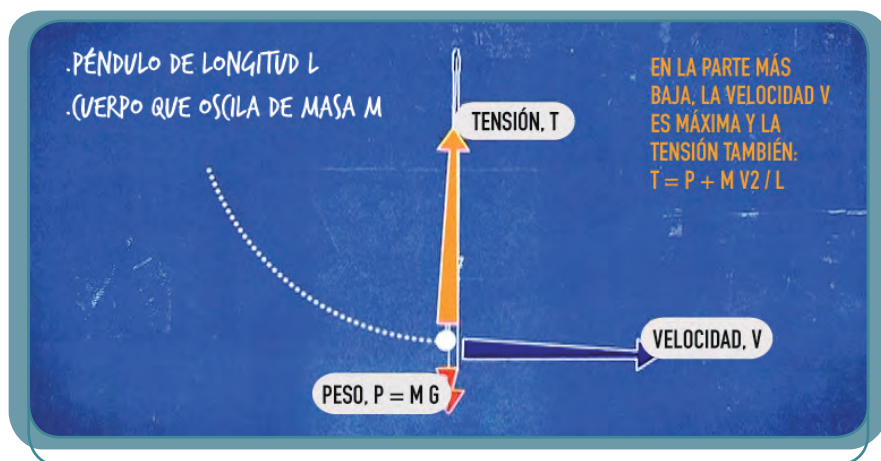 .PÉNDULO DE LONGITUD L
.CUERPO QUE OSCILA DE MASA M
TENSIÓN, T
EN LA PARTE MÁS
BAJA, LA VELOCIDAD V
ES MÁXIMA Y LA
TENSIÓN TAMBIÉN:
T = P + M V2 / L
VELOCIDAD, V
PESO, P = M G